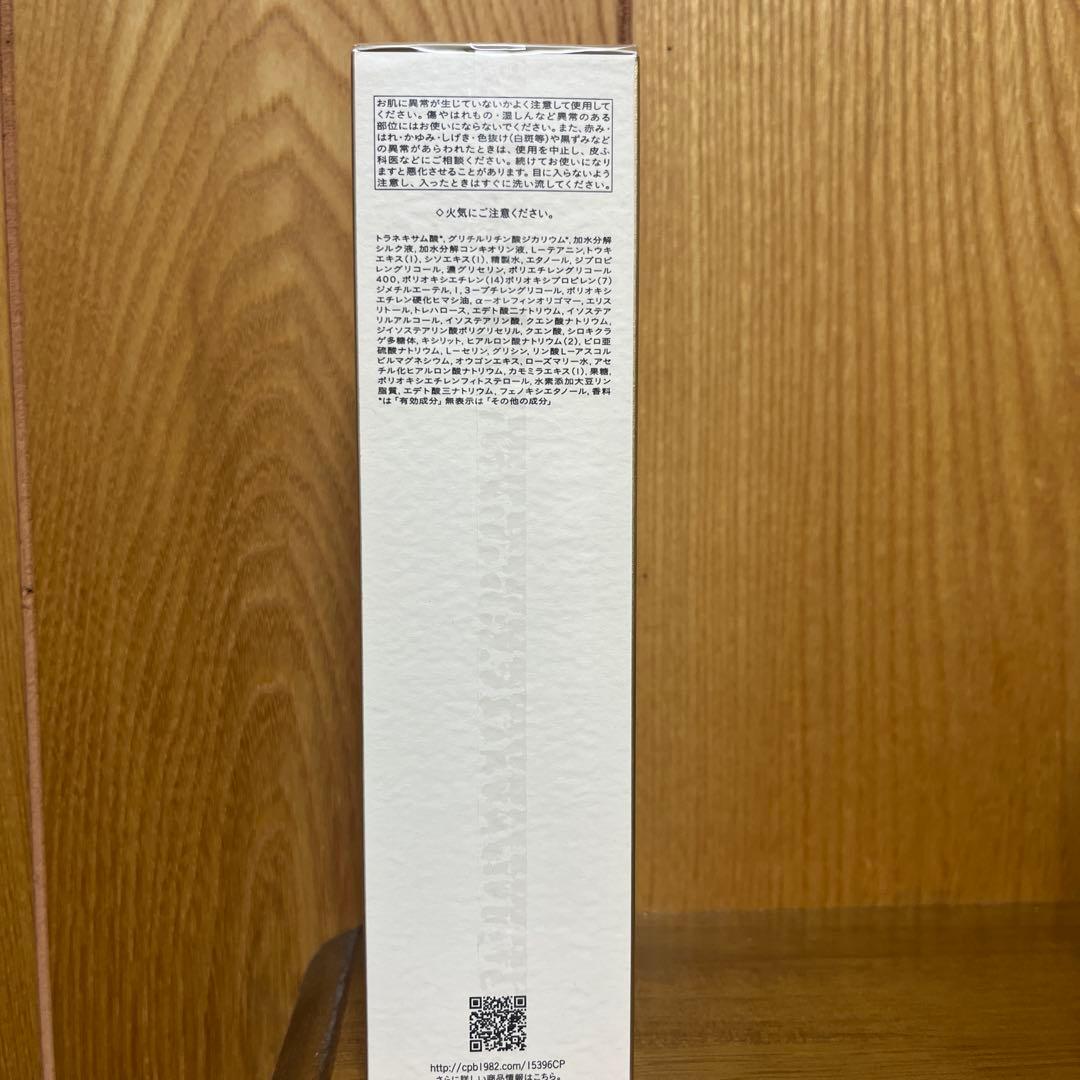 お肌に異常が生じていないかよく注意して使用して
ください。傷やはれもの・湿しんなど異常のある
部位にはお使いにならないでください。また、赤み・
はれ・かゆみ・しげき・色抜け(白斑等)や黒ずみなど
の異常があらわれたときは、使用を中止し、皮ふ
科医などにご相談ください。続けてお使いになり
ますと悪化させることがあります。目に入らないよう
注意し、入ったときはすぐに洗い流してください。
◇火気にご注意ください。
トラネキサム酸*, グリチルリチン酸ジカリウム*, 加水分解
シルク液, 加水分解コンキオリン液, Lーテアニン,トウキ
エキス(1), シソエキス(1), 精製水, エタノール, ジプロピ
レングリコール, 濃グリセリン, ポリエチレングリコール
400, ポリオキシエチレン(14)ポリオキシプロピレン(7)
ジメチルエーテル, 1,3ーブチレングリコール, ポリオキシ
エチレン硬化ヒマシ油, αーオレフィンオリゴマー, エリス
リトール, トレハロース, エデト酸二ナトリウム, イソステア
リルアルコール, イソステアリン酸, クエン酸ナトリウム,
ジイソステアリン酸ポリグリセリル, クエン酸, シロキクラ
ゲ多糖体, キシリット, ヒアルロン酸ナトリウム(2), ピロ亜
硫酸ナトリウム, Lーセリン, グリシン, リン酸Lーアスコル
ビルマグネシウム, オウゴンエキス, ローズマリー水, アセ
チル化ヒアルロン酸ナトリウム, カモミラエキス(1), 果糖,
ポリオキシエチレンフィトステロール, 水素添加大豆リン
脂質, エデト酸三ナトリウム, フェノキシエタノール, 香料
*は「有効成分」無表示は「その他の成分」
http://cpb1982.com/15396CP
さらに詳しい商品情報はこちら。